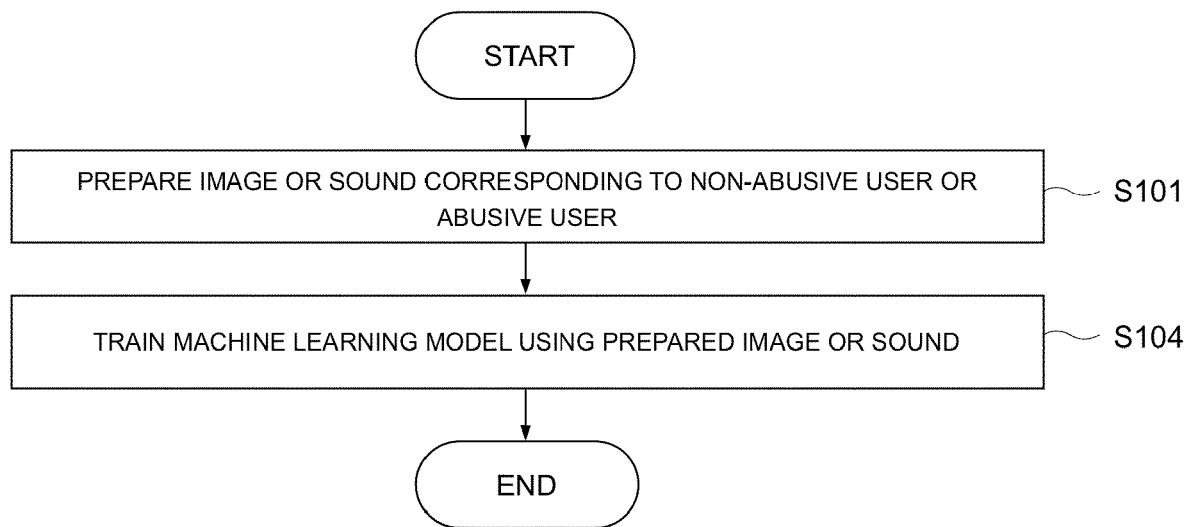 START
PREPARE IMAGE OR SOUND CORRESPONDING TO NON-ABUSIVE USER OR
ABUSIVE USER
S101
TRAIN MACHINE LEARNING MODEL USING PREPARED IMAGE OR SOUND
S104
END